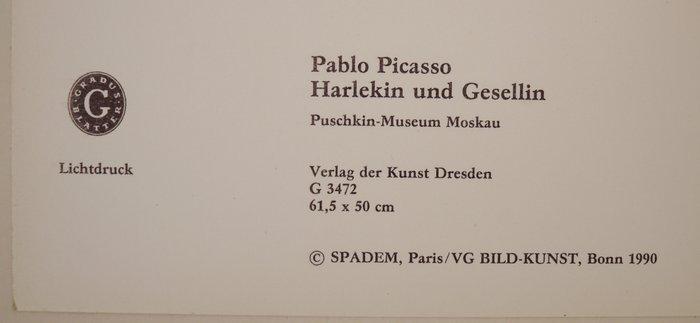 GRADUS-BLÄTTER
G
Lichtdruck
Pablo Picasso
Harlekin und Gesellin
Puschkin-Museum Moskau
Verlag der Kunst Dresden
G 3472
61,5 x 50 cm
© SPADEM, Paris/VG BILD-KUNST, Bonn 1990